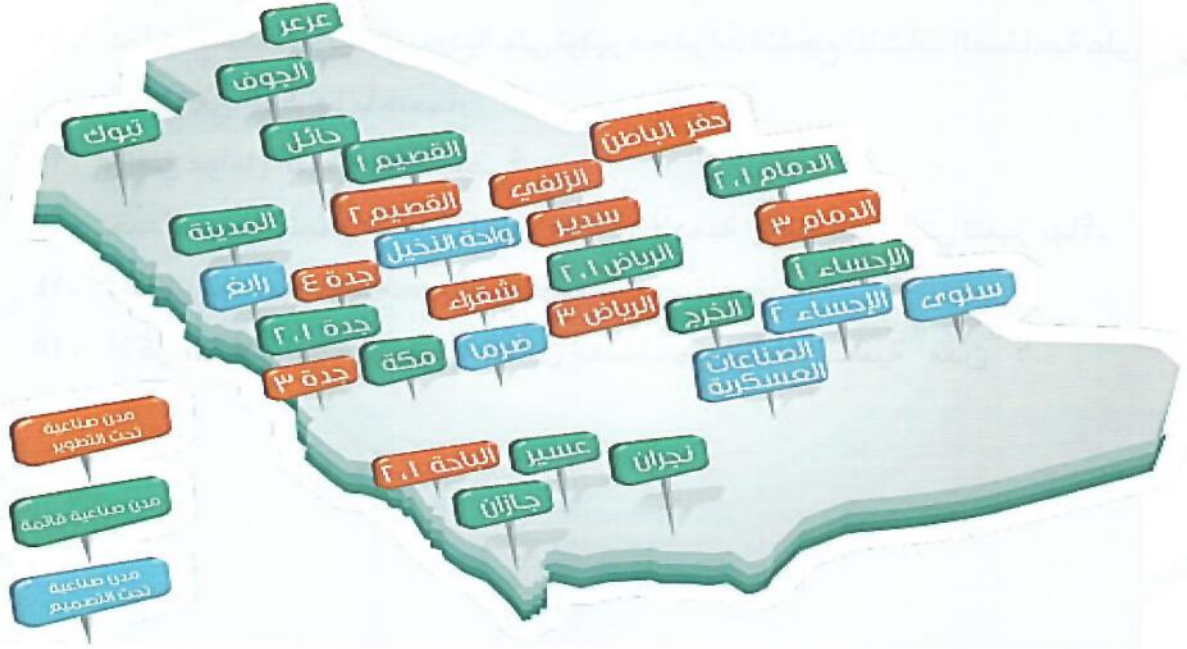 عرعر
الجوف
تبوك
حائل
القصيم ١
حفر الباطن
الدمام ٢،١
الزلفي
القصيم ٢
المدينة
سدير
الدمام ٣
واحة النخيل
رابغ
جدة ٤
الرياض ٢،١
الإحساء ١
شقراء
الرياض ٣
الخرج
الإحساء ٢
سلوى
جدة ٢،١
مكة
ضرما
جدة ٣
الصناعات
العسكرية
الباحة ٢،١
عسير
نجران
جازان
مدن صناعية
تحت التطوير
مدن صناعية قائمة
مدن صناعية
تحت التصميم